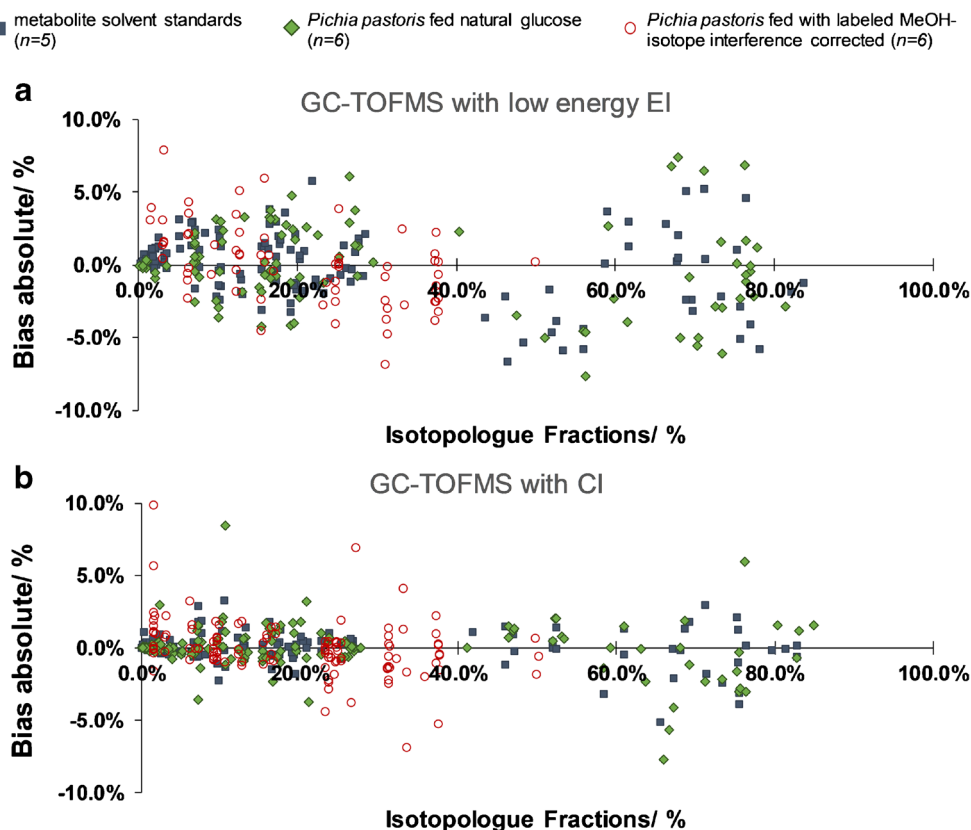 metabolite solvent standards
(n=5)
Pichia pastoris fed natural glucose
(n=6)
Pichia pastoris fed with labeled MeOH-
isotope interference corrected (n=6)
a
GC-TOFMS with low energy EI
10.0%
5.0%
0.0%
-5.0%
-10.0%
Bias absolute/ %
0.0% 20.0% 40.0% 60.0% 80.0% 100.0%
Isotopologue Fractions/ %
b
GC-TOFMS with CI
10.0%
5.0%
0.0%
-5.0%
-10.0%
Bias absolute/ %
0.0% 20.0% 40.0% 60.0% 80.0% 100.0%
Isotopologue Fractions/ %